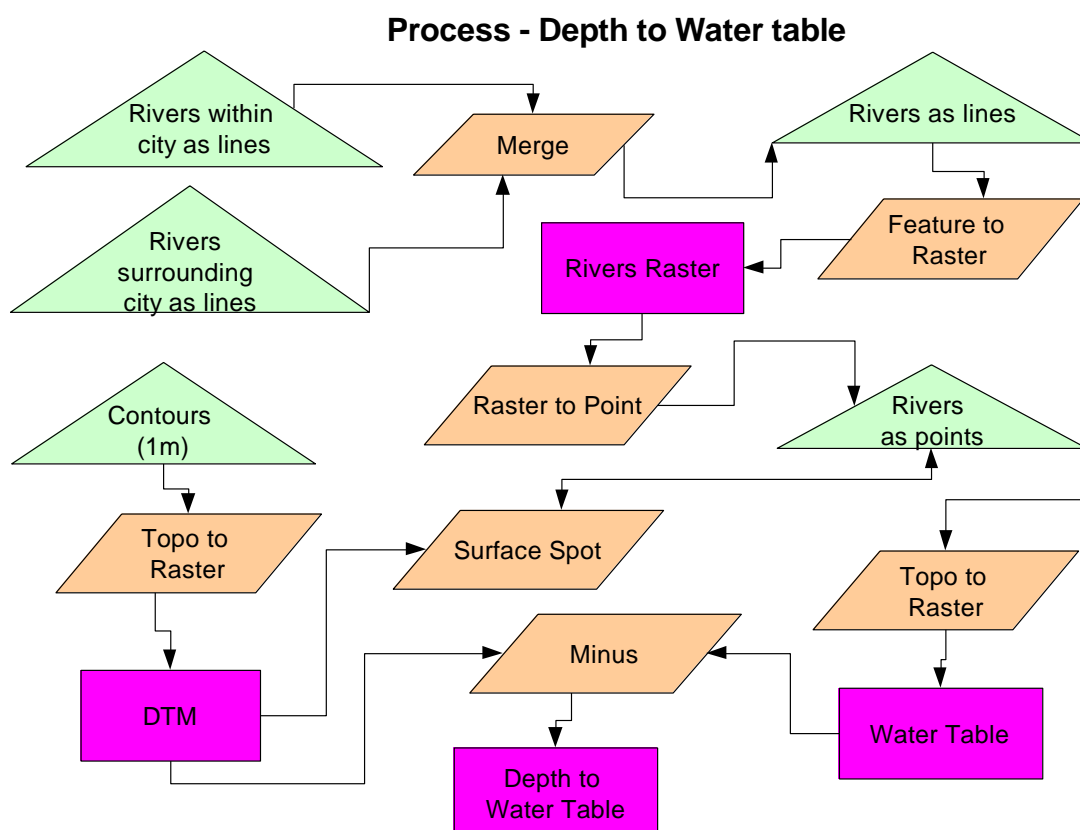 Process - Depth to Water table
Rivers within
city as lines
Merge
Rivers as lines
Rivers
surrounding
city as lines
Rivers Raster
Feature to
Raster
Contours
(1m)
Raster to Point
Rivers
as points
Topo to
Raster
Surface Spot
Topo to
Raster
DTM
Minus
Water Table
Depth to
Water Table